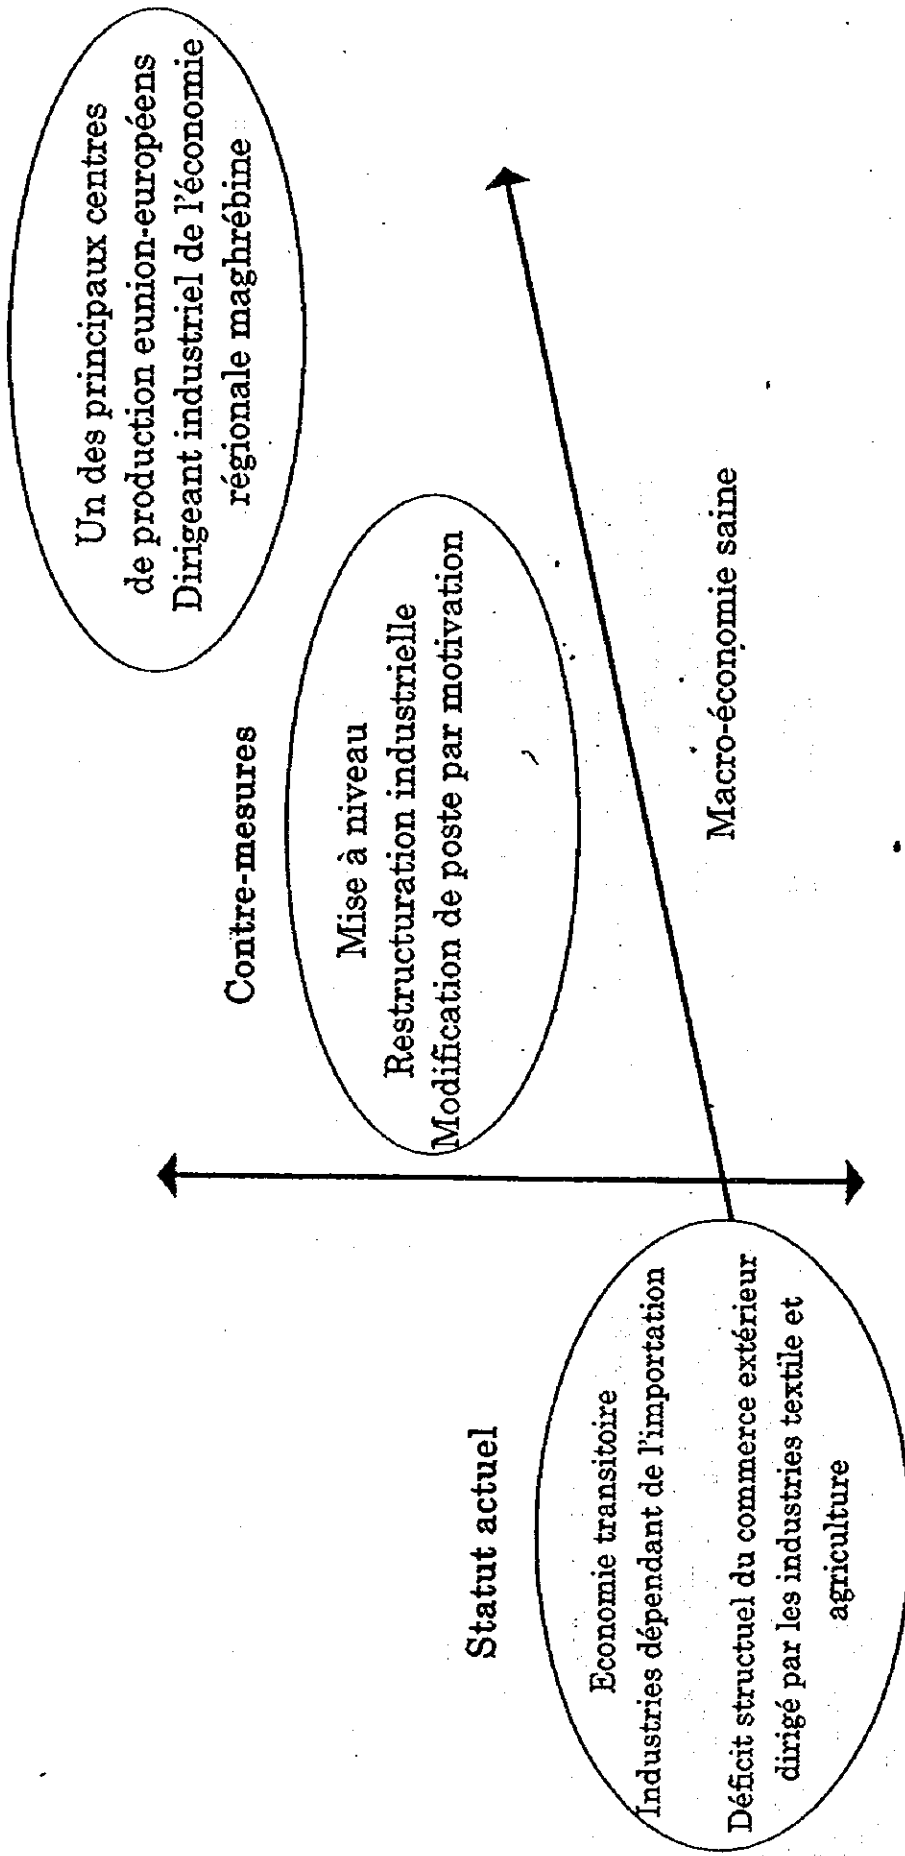 Statut actuel
Economie transitoire
Industries dépendant de l'importation
Déficit structuel du commerce extérieur
dirigé par les industries textile et
agriculture
Contre-mesures
Mise à niveau
Restructuration industrielle
Modification de poste par motivation
Un des principaux centres
de production eunion-européens
Dirigeant industriel de l'économie
régionale maghrébine
Macro-économie saine